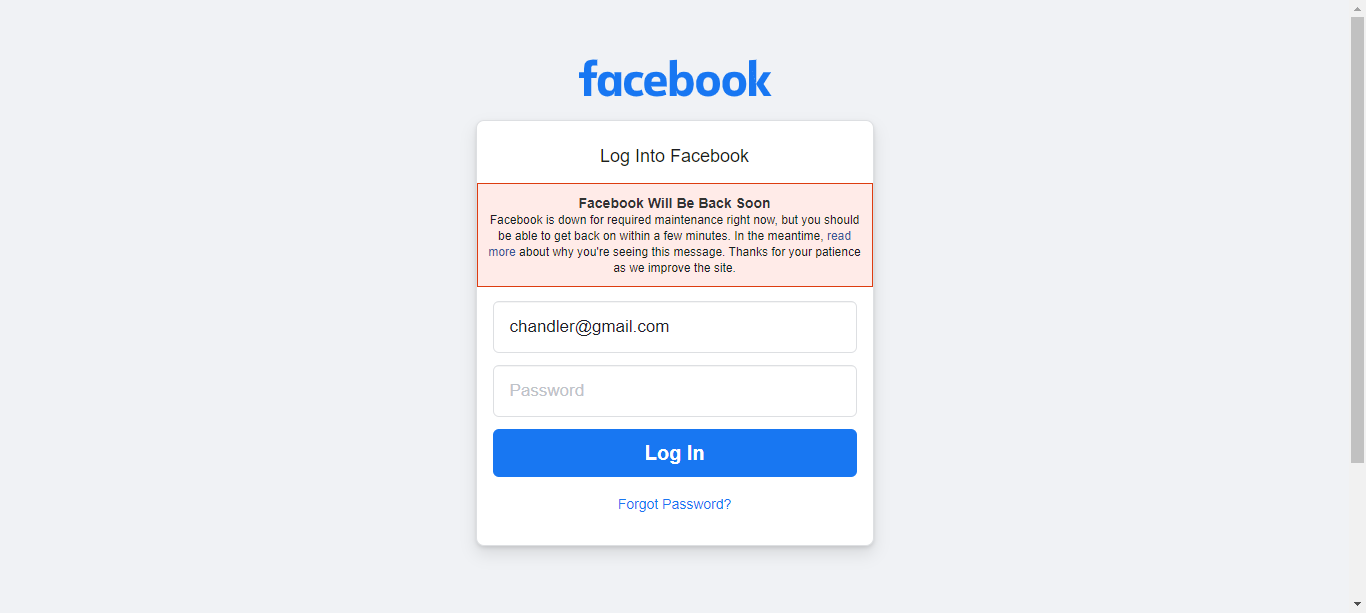 facebook
Log Into Facebook
Facebook Will Be Back Soon
Facebook is down for required maintenance right now, but you should
be able to get back on within a few minutes. In the meantime, read
more about why you're seeing this message. Thanks for your patience
as we improve the site.
chandler@gmail.com
Password
Log In
Forgot Password?